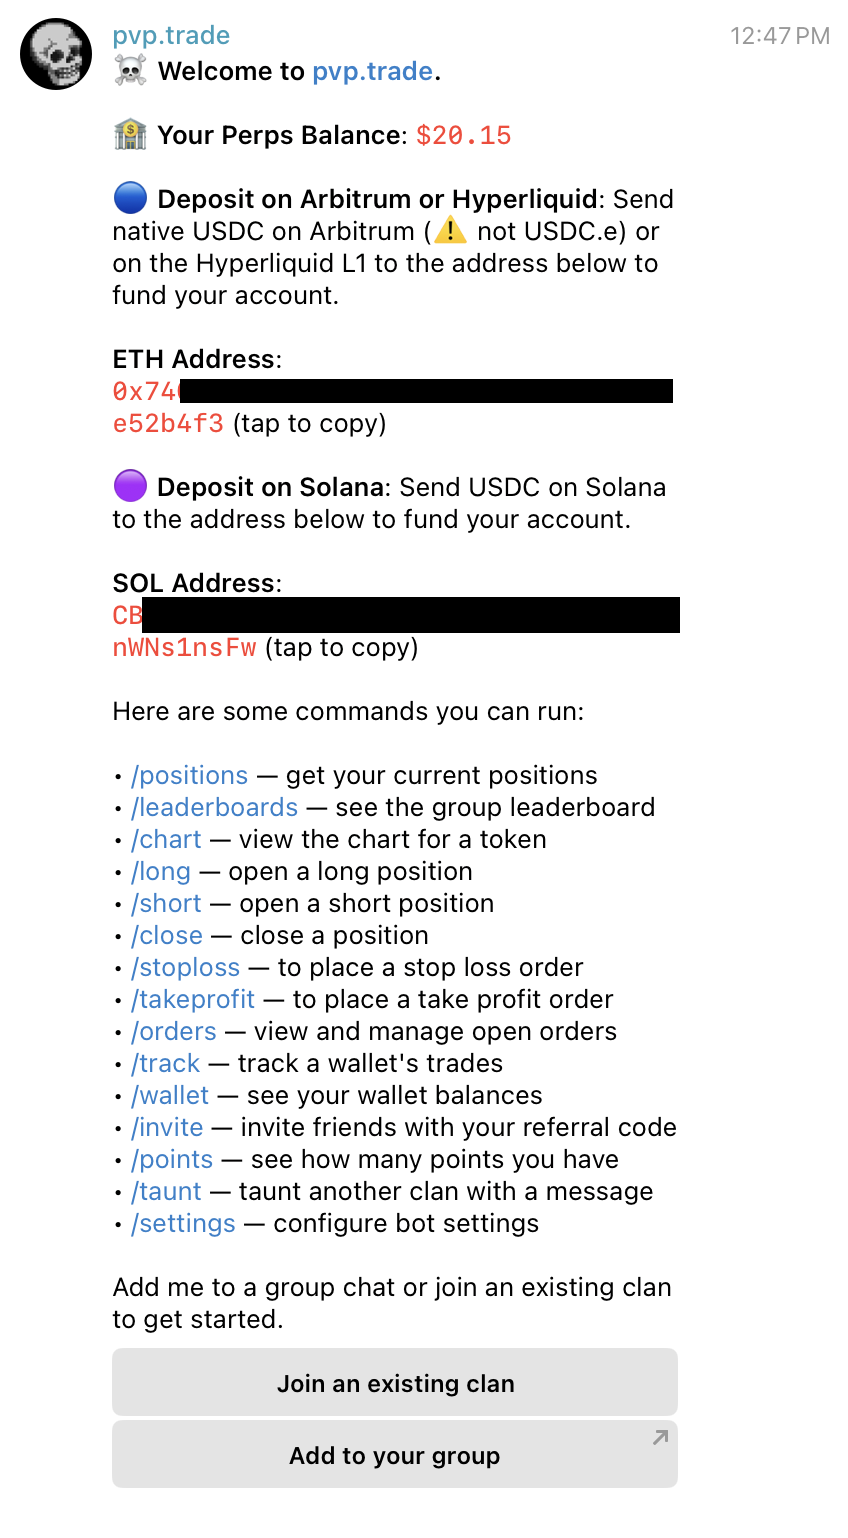 pvp.trade 12:47 PM
☠️ Welcome to pvp.trade.
🏦 Your Perps Balance: $20.15
🔵 Deposit on Arbitrum or Hyperliquid: Send
native USDC on Arbitrum (⚠️ not USDC.e) or
on the Hyperliquid L1 to the address below to
fund your account.
ETH Address:
0x74
e52b4f3 (tap to copy)
🟣 Deposit on Solana: Send USDC on Solana
to the address below to fund your account.
SOL Address:
CB
nWNs1nsFw (tap to copy)
Here are some commands you can run:
• /positions — get your current positions
• /leaderboards — see the group leaderboard
• /chart — view the chart for a token
• /long — open a long position
• /short — open a short position
• /close — close a position
• /stoploss — to place a stop loss order
• /takeprofit — to place a take profit order
• /orders — view and manage open orders
• /track — track a wallet's trades
• /wallet — see your wallet balances
• /invite — invite friends with your referral code
• /points — see how many points you have
• /taunt — taunt another clan with a message
• /settings — configure bot settings
Add me to a group chat or join an existing clan
to get started.
Join an existing clan
Add to your group